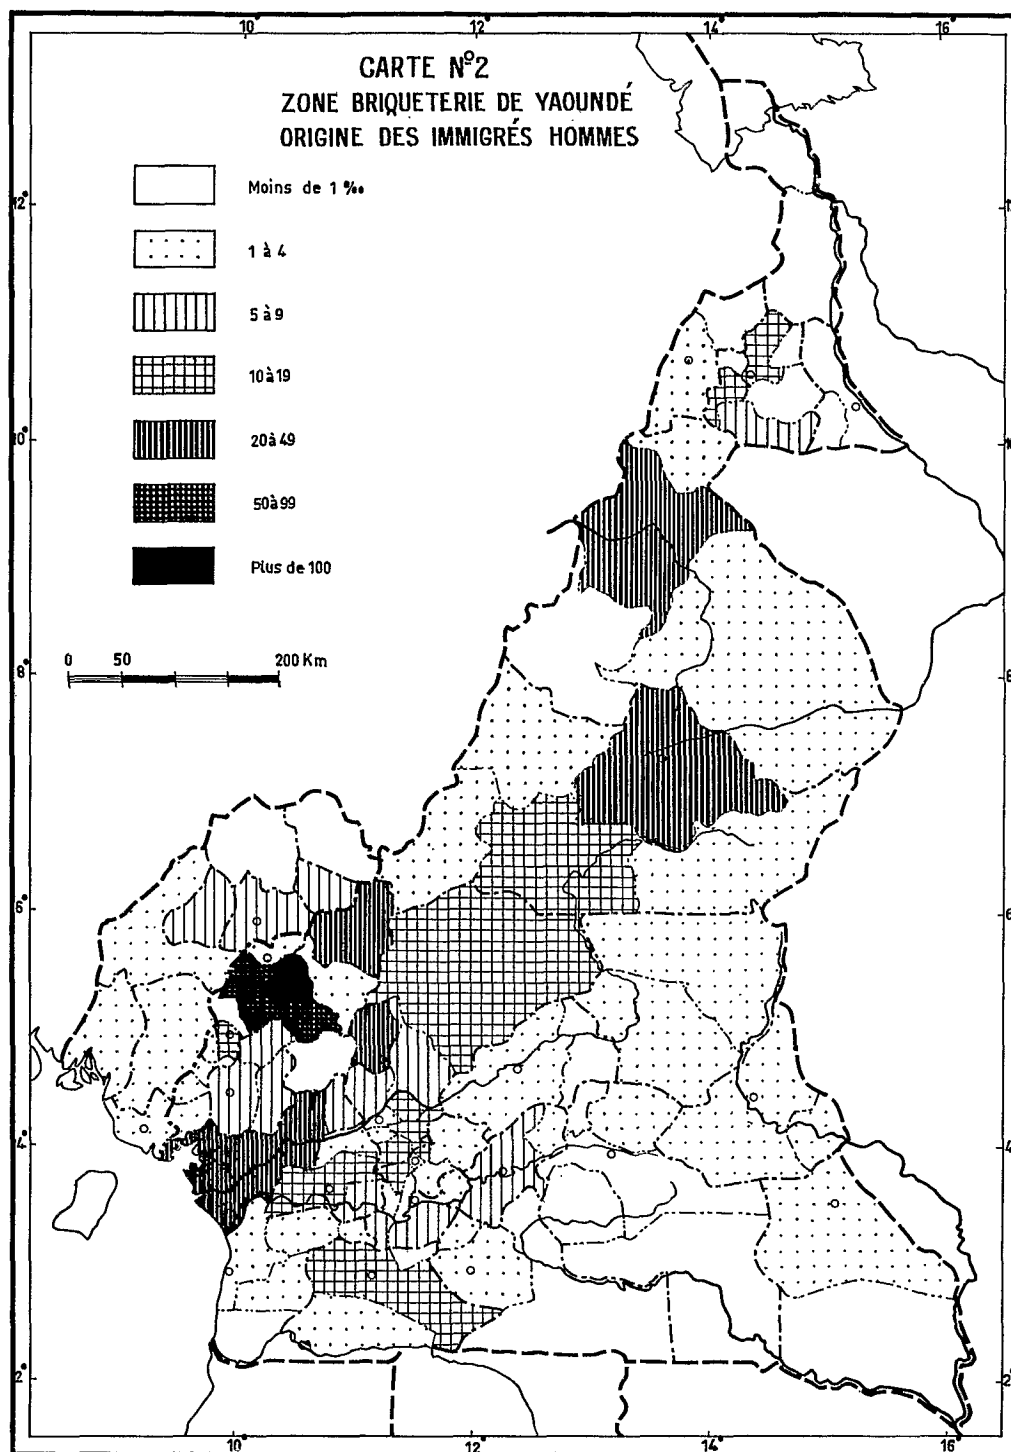 10° 12° 14° 16°
CARTE Nº2
ZONE BRIQUETERIE DE YAOUNDÉ
ORIGINE DES IMMIGRÉS HOMMES
Moins de 1 ‰
12°
1 à 4
5 à 9
10 à 19
20 à 49
10°
50 à 99
Plus de 100
0 50 200 Km
8°
6°
4°
2°
10° 12° 14° 16°